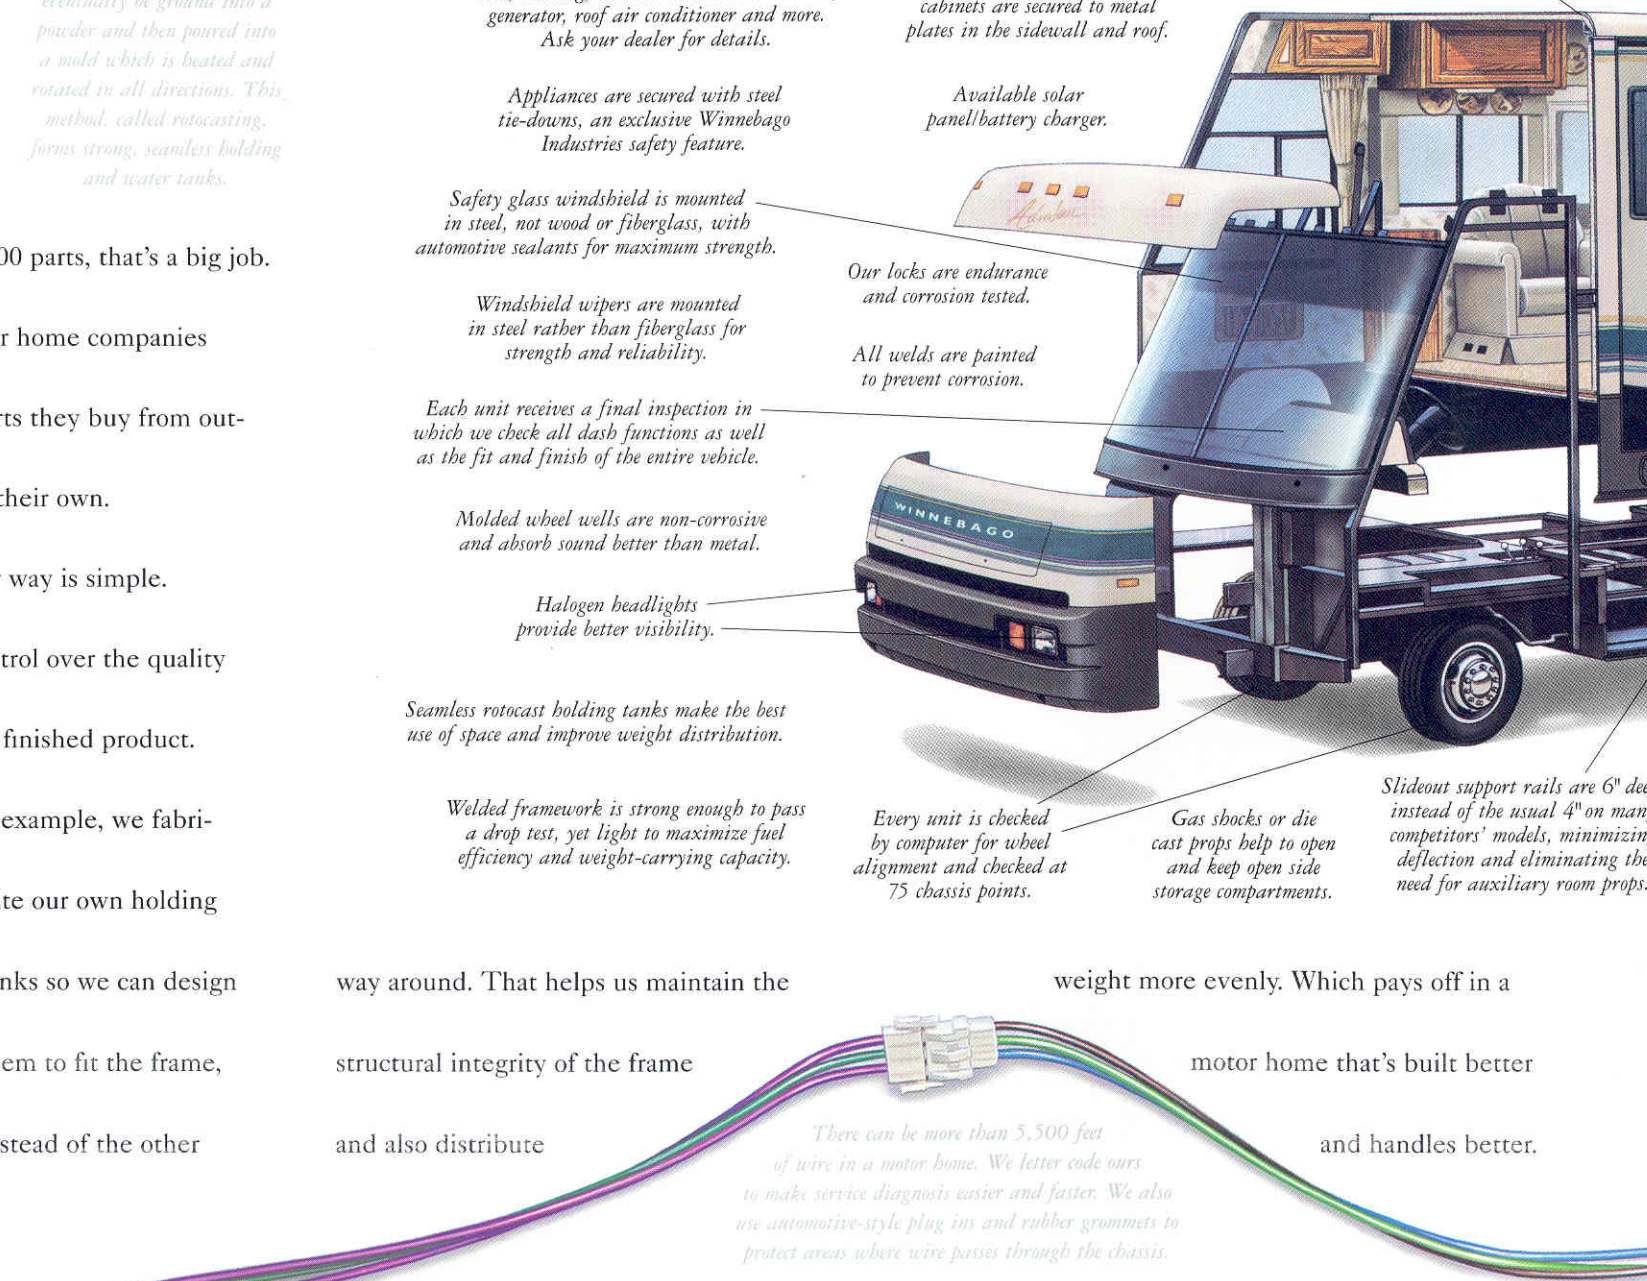 eventually be ground into a
powder and then poured into
a mold which is heated and
rotated in all directions. This
method, called rotocasting,
forms strong, seamless holding
and water tanks.
00 parts, that's a big job.
r home companies
rts they buy from out-
their own.
way is simple.
trol over the quality
finished product.
example, we fabri-
te our own holding
nks so we can design
em to fit the frame,
stead of the other
generator, roof air conditioner and more.
Ask your dealer for details.
Appliances are secured with steel
tie-downs, an exclusive Winnebago
Industries safety feature.
Safety glass windshield is mounted
in steel, not wood or fiberglass, with
automotive sealants for maximum strength.
Windshield wipers are mounted
in steel rather than fiberglass for
strength and reliability.
Each unit receives a final inspection in
which we check all dash functions as well
as the fit and finish of the entire vehicle.
Molded wheel wells are non-corrosive
and absorb sound better than metal.
Halogen headlights
provide better visibility.
Seamless rotocast holding tanks make the best
use of space and improve weight distribution.
Welded framework is strong enough to pass
a drop test, yet light to maximize fuel
efficiency and weight-carrying capacity.
cabinets are secured to metal
plates in the sidewall and roof.
Available solar
panel/battery charger.
Our locks are endurance
and corrosion tested.
All welds are painted
to prevent corrosion.
WINNEBAGO
Every unit is checked
by computer for wheel
alignment and checked at
75 chassis points.
Gas shocks or die
cast props help to open
and keep open side
storage compartments.
Slideout support rails are 6" dee
instead of the usual 4" on man
competitors' models, minimizin
deflection and eliminating the
need for auxiliary room props.
way around. That helps us maintain the
structural integrity of the frame
and also distribute
weight more evenly. Which pays off in a
motor home that's built better
and handles better.
There can be more than 5,500 feet
of wire in a motor home. We letter code ours
to make service diagnosis easier and faster. We also
use automotive-style plug ins and rubber grommets to
protect areas where wire passes through the chassis.